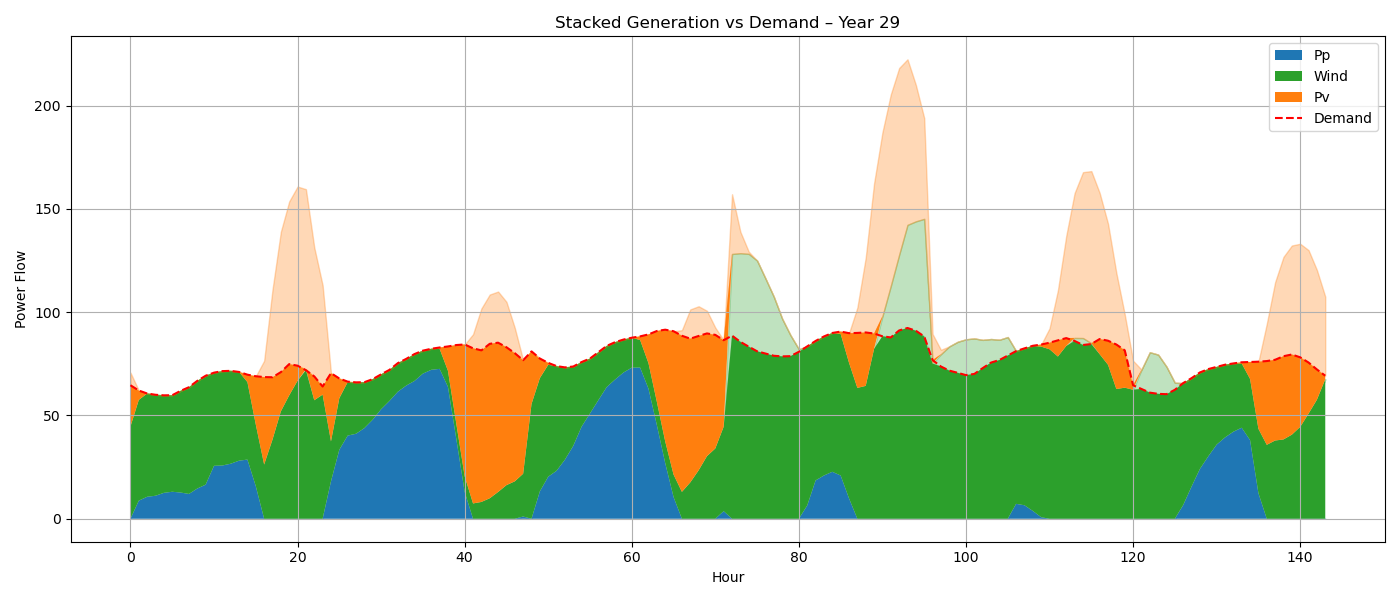 Stacked Generation vs Demand – Year 29
Power Flow
200
150
100
50
0
Pp
Wind
Pv
Demand
0 20 40 60 80 100 120 140
Hour